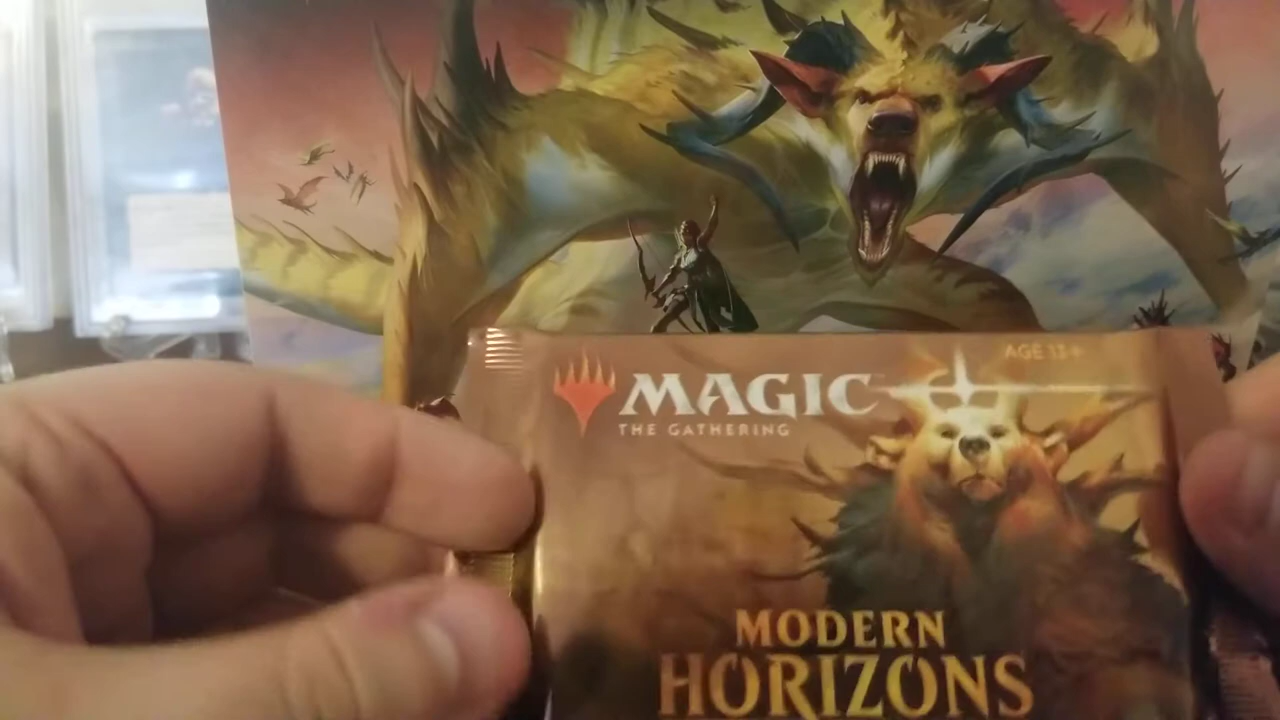 AGE 13+
MAGIC
THE GATHERING
MODERN
HORIZONS